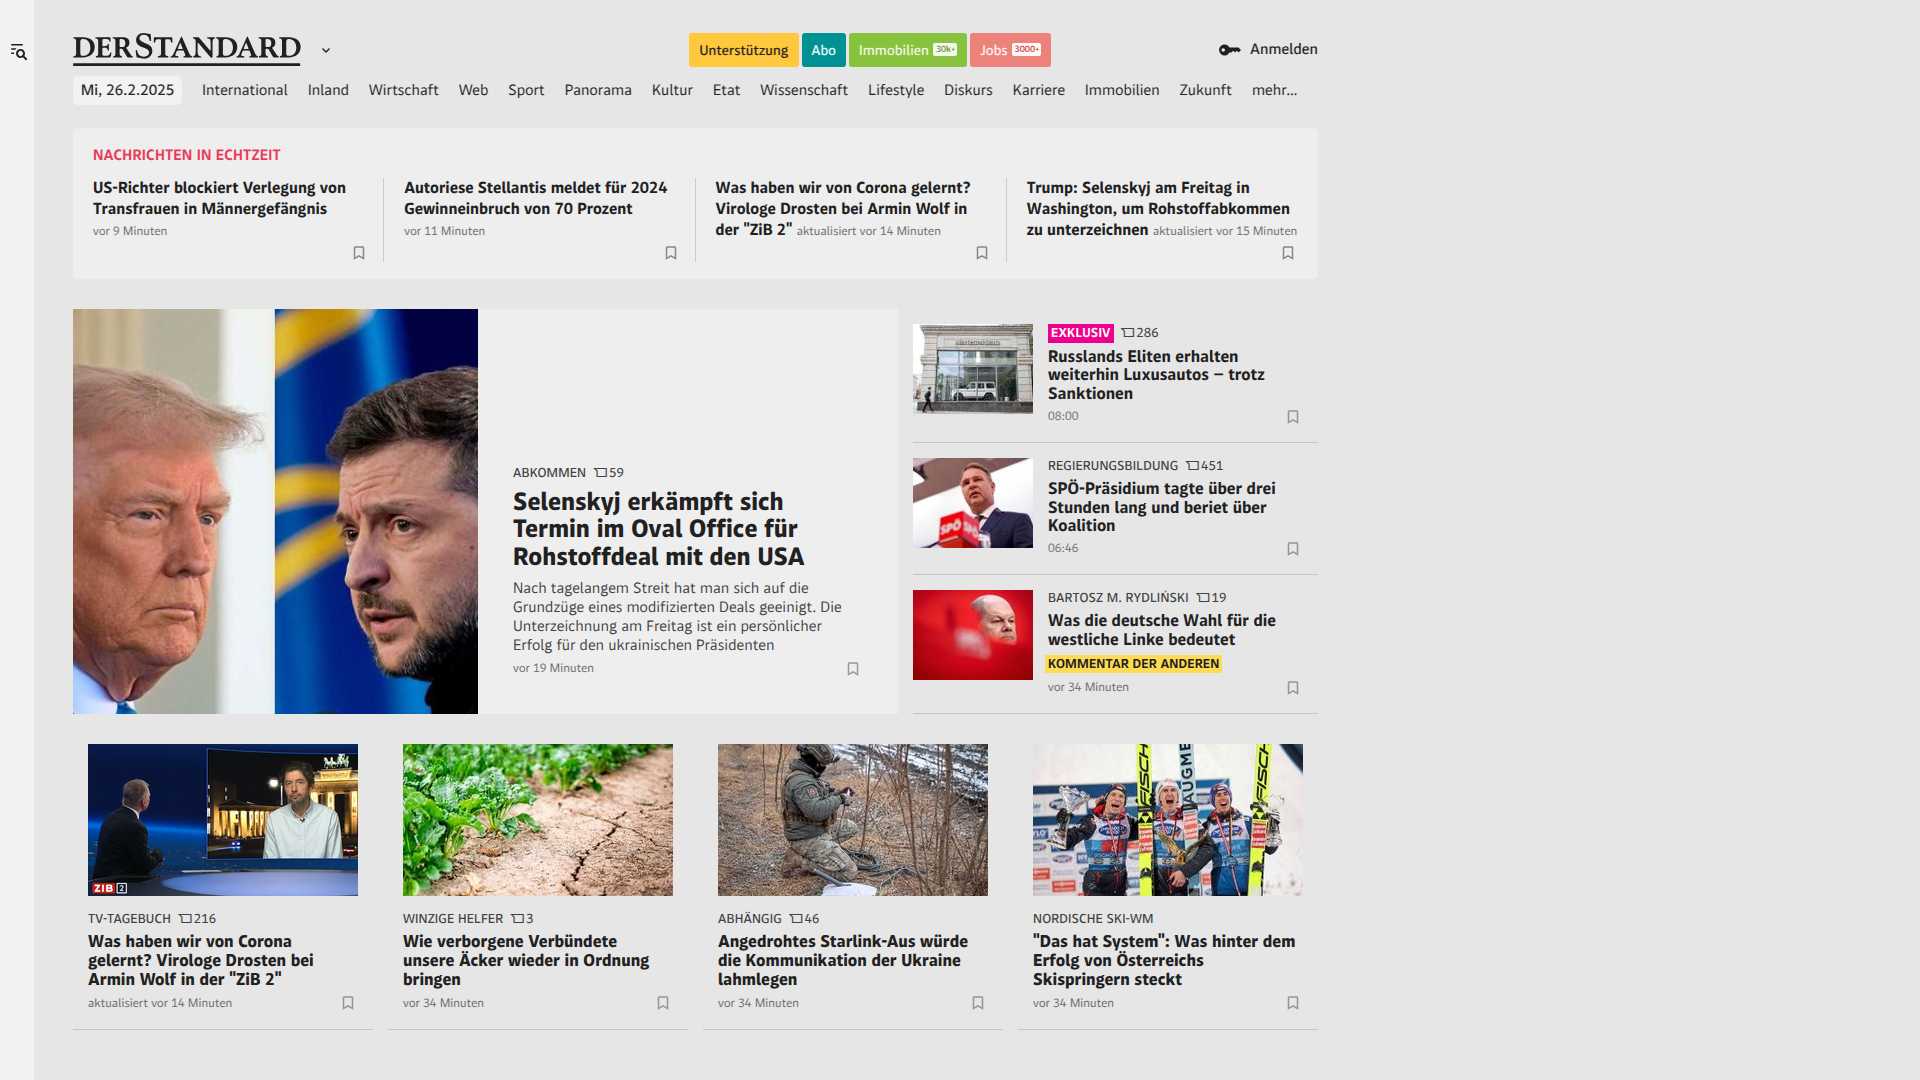 DERSTANDARD
Unterstützung
Abo
Immobilien 30k+
Jobs 3000+
Anmelden
Mi, 26.2.2025 International Inland Wirtschaft Web Sport Panorama Kultur Etat Wissenschaft Lifestyle Diskurs Karriere Immobilien Zukunft mehr...
NACHRICHTEN IN ECHTZEIT
US-Richter blockiert Verlegung von
Transfrauen in Männergefängnis
vor 9 Minuten
Autoriese Stellantis meldet für 2024
Gewinneinbruch von 70 Prozent
vor 11 Minuten
Was haben wir von Corona gelernt?
Virologe Drosten bei Armin Wolf in
der "ZiB 2" aktualisiert vor 14 Minuten
Trump: Selenskyj am Freitag in
Washington, um Rohstoffabkommen
zu unterzeichnen aktualisiert vor 15 Minuten
ABKOMMEN 59
Selenskyj erkämpft sich
Termin im Oval Office für
Rohstoffdeal mit den USA
Nach tagelangem Streit hat man sich auf die
Grundzüge eines modifizierten Deals geeinigt. Die
Unterzeichnung am Freitag ist ein persönlicher
Erfolg für den ukrainischen Präsidenten
vor 19 Minuten
EXKLUSIV 286
Russlands Eliten erhalten
weiterhin Luxusautos – trotz
Sanktionen
08:00
SPÖ
REGIERUNGSBILDUNG 451
SPÖ-Präsidium tagte über drei
Stunden lang und beriet über
Koalition
06:46
BARTOSZ M. RYDLIŃSKI 19
Was die deutsche Wahl für die
westliche Linke bedeutet
KOMMENTAR DER ANDEREN
vor 34 Minuten
ZIB 2
TV-TAGEBUCH 216
Was haben wir von Corona
gelernt? Virologe Drosten bei
Armin Wolf in der "ZiB 2"
aktualisiert vor 14 Minuten
WINZIGE HELFER 3
Wie verborgene Verbündete
unsere Äcker wieder in Ordnung
bringen
vor 34 Minuten
ABHÄNGIG 46
Angedrohtes Starlink-Aus würde
die Kommunikation der Ukraine
lahmlegen
vor 34 Minuten
FISCHER
AUGME
FISCH
NORDISCHE SKI-WM
"Das hat System": Was hinter dem
Erfolg von Österreichs
Skispringern steckt
vor 34 Minuten